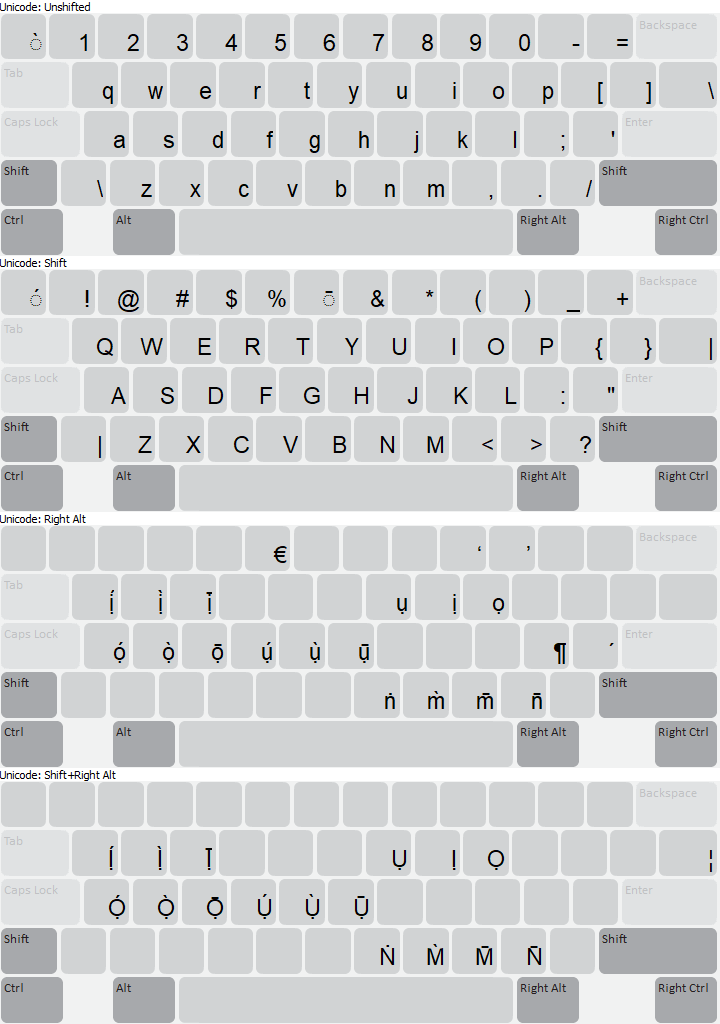 Unicode: Unshifted
◌̀ 1 2 3 4 5 6 7 8 9 0 - = Backspace
Tab q w e r t y u i o p [ ] \
Caps Lock a s d f g h j k l ; ' Enter
Shift \ z x c v b n m , . / Shift
Ctrl Alt Right Alt Right Ctrl
Unicode: Shift
◌́ ! @ # $ % ◌̄ & * ( ) _ + Backspace
Tab Q W E R T Y U I O P { } |
Caps Lock A S D F G H J K L : " Enter
Shift | Z X C V B N M < > ? Shift
Ctrl Alt Right Alt Right Ctrl
Unicode: Right Alt
€ ‘ ’ Backspace
Tab ị́ ị̀ ị̄ ụ ị ọ
Caps Lock ọ́ ọ̀ ọ̄ ụ́ ụ̀ ụ̄ ¶ ´ Enter
Shift ṅ m̀ m̄ n̄ Shift
Ctrl Alt Right Alt Right Ctrl
Unicode: Shift+Right Alt
Backspace
Tab Ị́ Ị̀ Ị̄ Ụ Ị Ọ ¦
Caps Lock Ọ́ Ọ̀ Ọ̄ Ụ́ Ụ̀ Ụ̄ Enter
Shift Ṅ M̀ M̄ N̄ Shift
Ctrl Alt Right Alt Right Ctrl